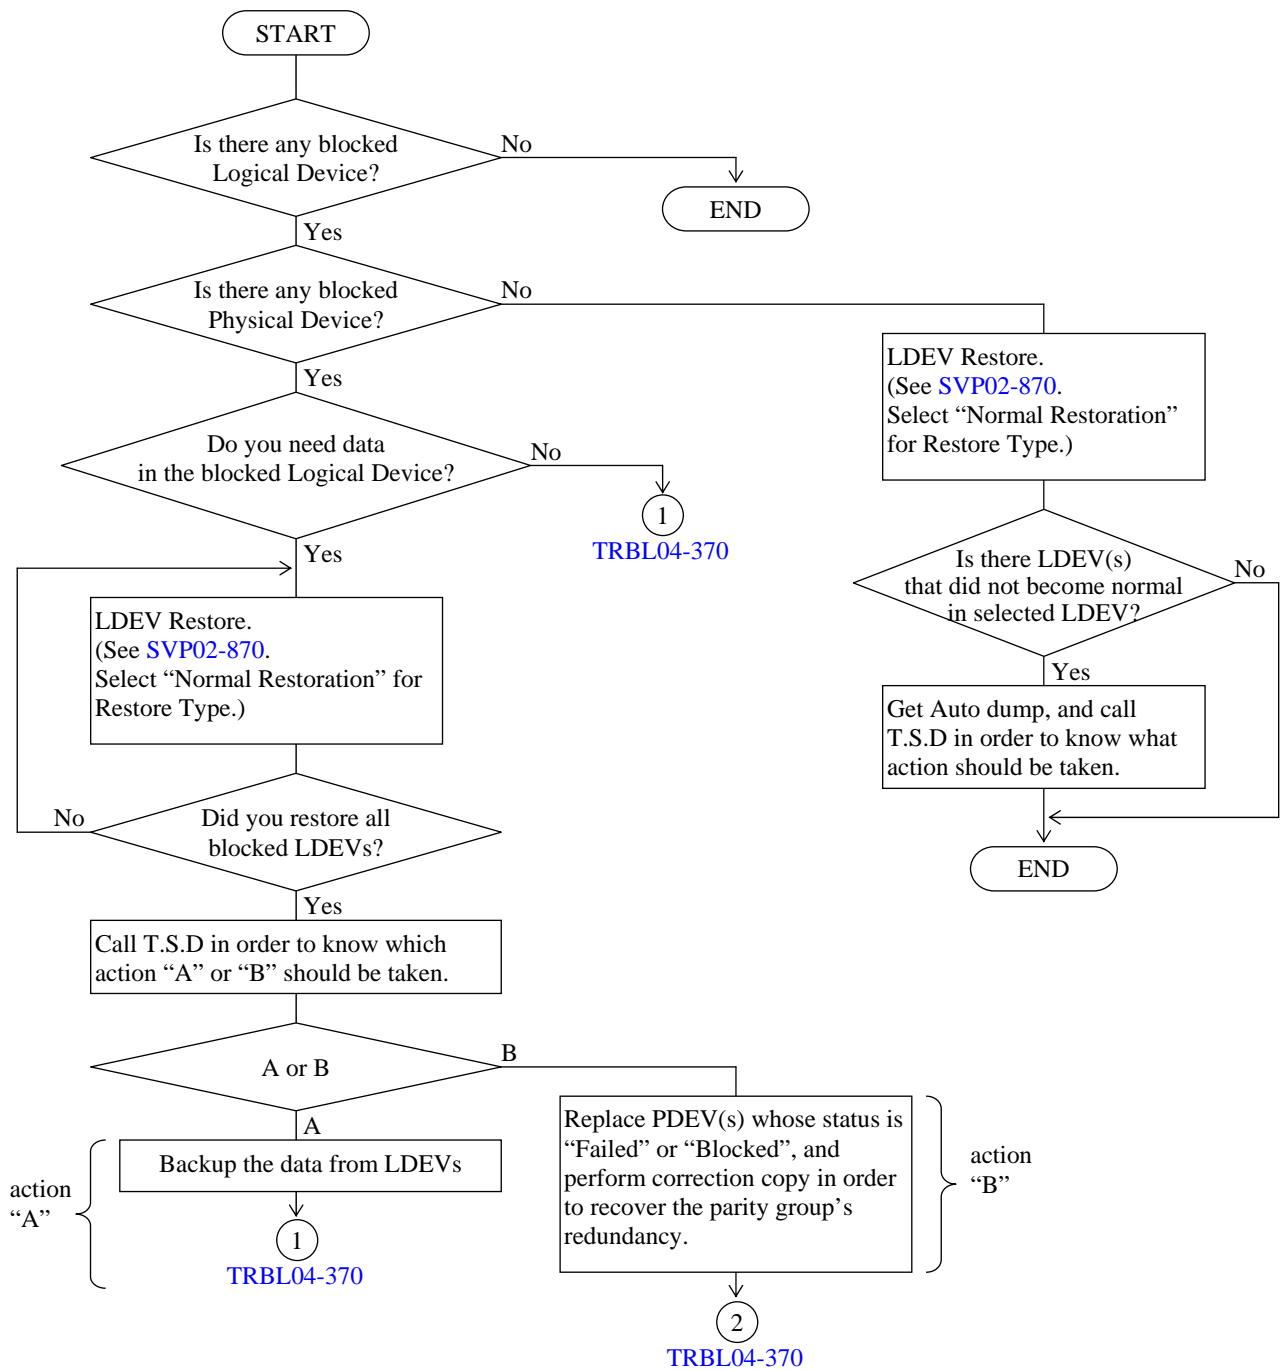 START
Is there any blocked
Logical Device?
No
END
Yes
Is there any blocked
Physical Device?
No
Yes
LDEV Restore.
(See SVP02-870.
Select “Normal Restoration”
for Restore Type.)
Do you need data
in the blocked Logical Device?
No
1
TRBL04-370
Yes
Is there LDEV(s)
that did not become normal
in selected LDEV?
No
Yes
LDEV Restore.
(See SVP02-870.
Select “Normal Restoration” for
Restore Type.)
Get Auto dump, and call
T.S.D in order to know what
action should be taken.
END
Did you restore all
blocked LDEVs?
No
Yes
Call T.S.D in order to know which
action “A” or “B” should be taken.
A or B
B
A
action
“A”
Backup the data from LDEVs
1
TRBL04-370
Replace PDEV(s) whose status is
“Failed” or “Blocked”, and
perform correction copy in order
to recover the parity group’s
redundancy.
action
“B”
2
TRBL04-370